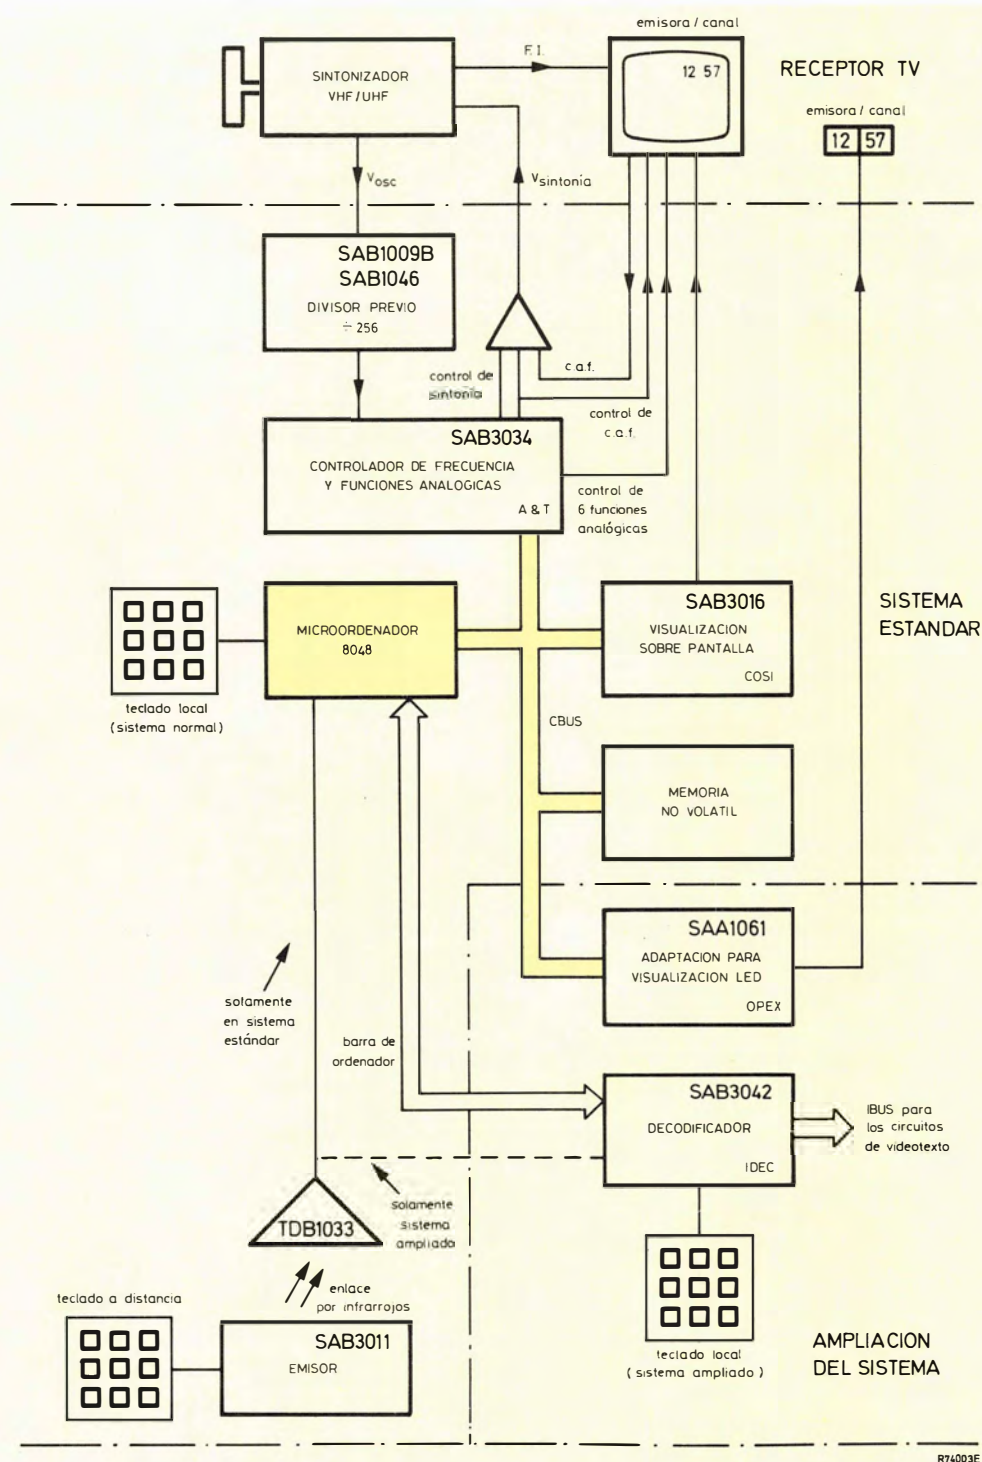 emisora / canal
SINTONIZADOR
VHF/UHF
F. I.
12 57
RECEPTOR TV
emisora / canal
12 57
Vosc
Vsintonía
SAB1009B
SAB1046
DIVISOR PREVIO
÷ 256
control de
sintonía
c.a.f.
control de
c.a.f.
SAB3034
CONTROLADOR DE FRECUENCIA
Y FUNCIONES ANALOGICAS
A & T
control de
6 funciones
analógicas
MICROORDENADOR
8048
SAB3016
VISUALIZACION
SOBRE PANTALLA
COSI
SISTEMA
ESTANDAR
teclado local
(sistema normal)
CBUS
MEMORIA
NO VOLATIL
SAA1061
ADAPTACION PARA
VISUALIZACION LED
OPEX
solamente
en sistema
estándar
barra de
ordenador
SAB3042
DECODIFICADOR
IDEC
IBUS para
los circuitos
de videotexto
TDB1033
solamente
sistema
ampliado
enlace
por infrarrojos
teclado a distancia
SAB3011
EMISOR
teclado local
( sistema ampliado )
AMPLIACION
DEL SISTEMA
R74003E